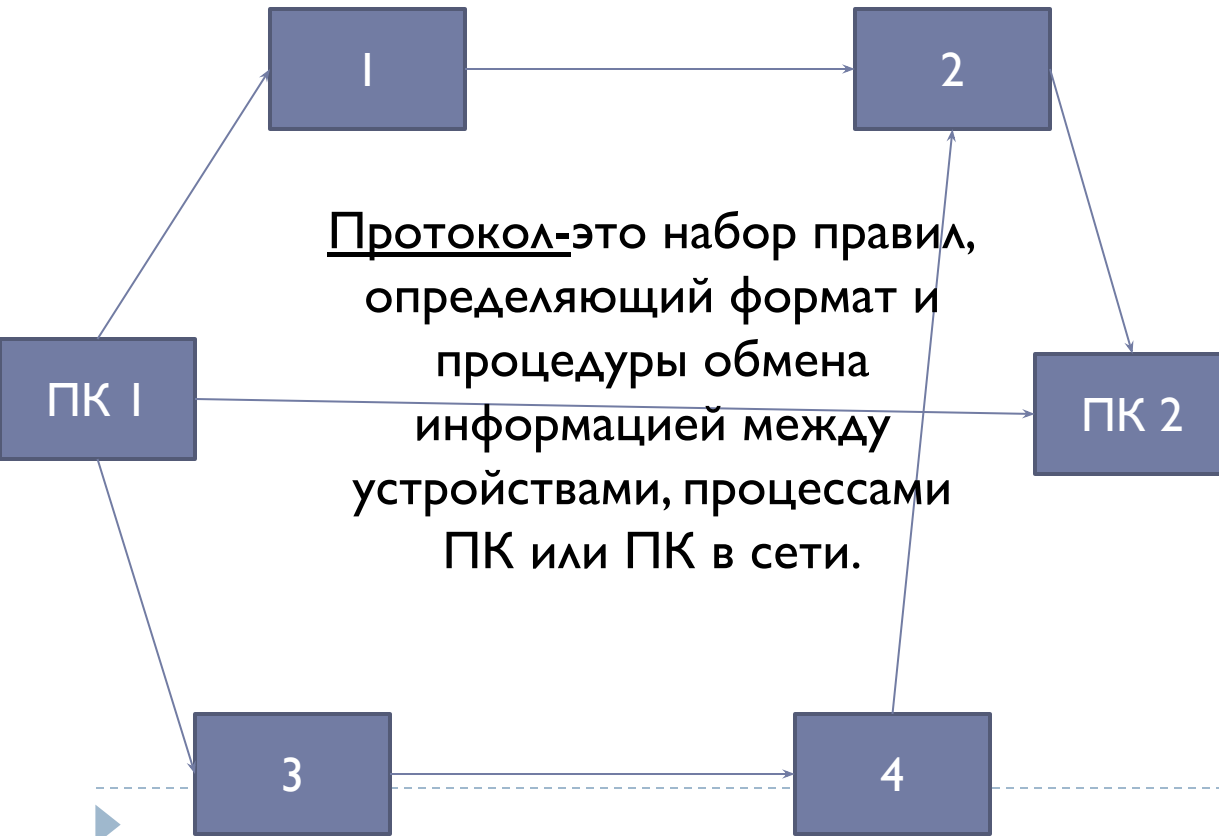 1
2
Протокол-это набор правил,
определяющий формат и
процедуры обмена
ПК 1
информацией между
ПК 2
устройствами, процессами
ПК или ПК в сети.
3
4